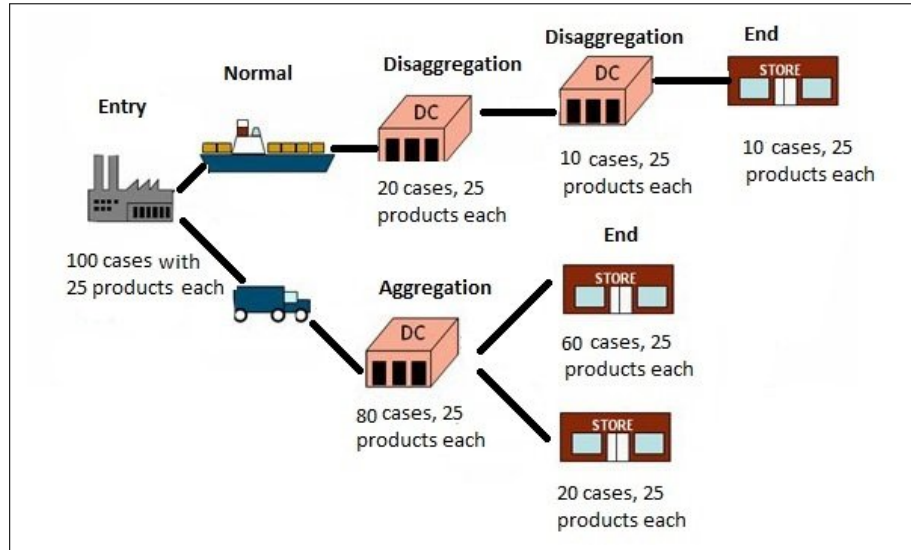 Entry
Normal
Disaggregation
Disaggregation
End
DC
DC
STORE
20 cases, 25
products each
10 cases, 25
products each
10 cases, 25
products each
100 cases with
25 products each
Aggregation
DC
80 cases, 25
products each
End
STORE
60 cases, 25
products each
STORE
20 cases, 25
products each